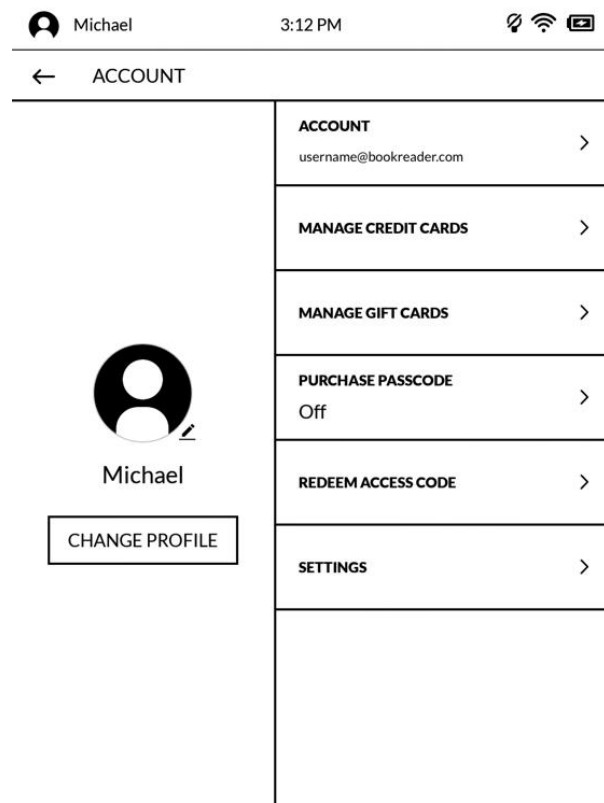 Michael
3:12 PM
ACCOUNT
Michael
CHANGE PROFILE
ACCOUNT
username@bookreader.com
MANAGE CREDIT CARDS
MANAGE GIFT CARDS
PURCHASE PASSCODE
Off
REDEEM ACCESS CODE
SETTINGS